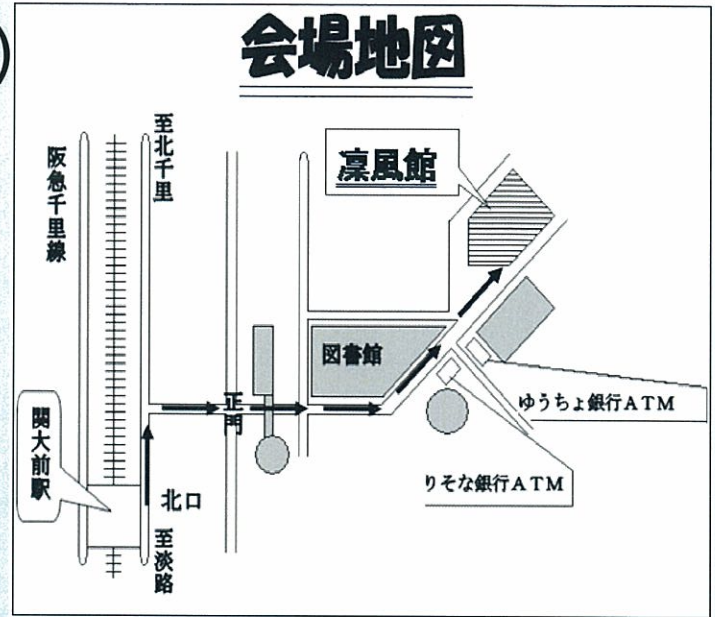 会場地図
至北千里
阪急千里線
凛風館
図書館
ゆうちょ銀行ATM
正門
関大前駅
りそな銀行ATM
北口
至淡路